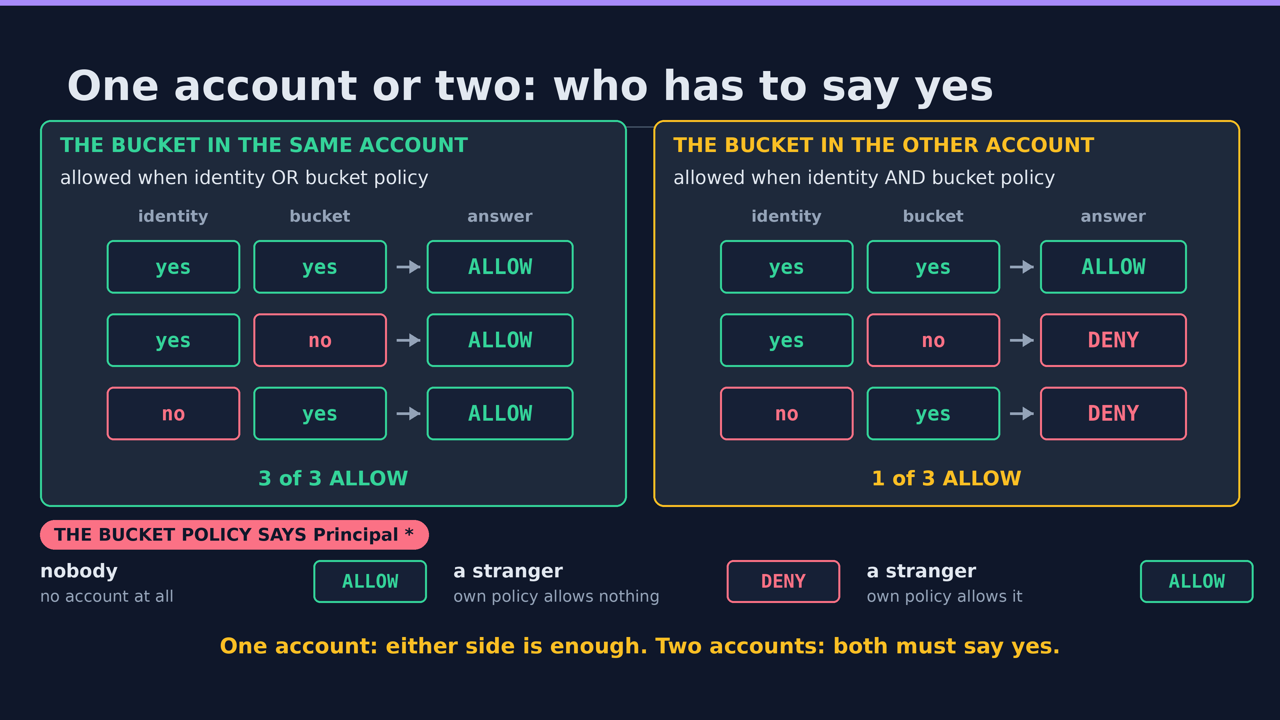 One account or two: who has to say yes
THE BUCKET IN THE SAME ACCOUNT
allowed when identity OR bucket policy
identity bucket answer
yes yes ALLOW
yes no ALLOW
no yes ALLOW
3 of 3 ALLOW
THE BUCKET IN THE OTHER ACCOUNT
allowed when identity AND bucket policy
identity bucket answer
yes yes ALLOW
yes no DENY
no yes DENY
1 of 3 ALLOW
THE BUCKET POLICY SAYS Principal *
nobody
no account at all
ALLOW
a stranger
own policy allows nothing
DENY
a stranger
own policy allows it
ALLOW
One account: either side is enough. Two accounts: both must say yes.